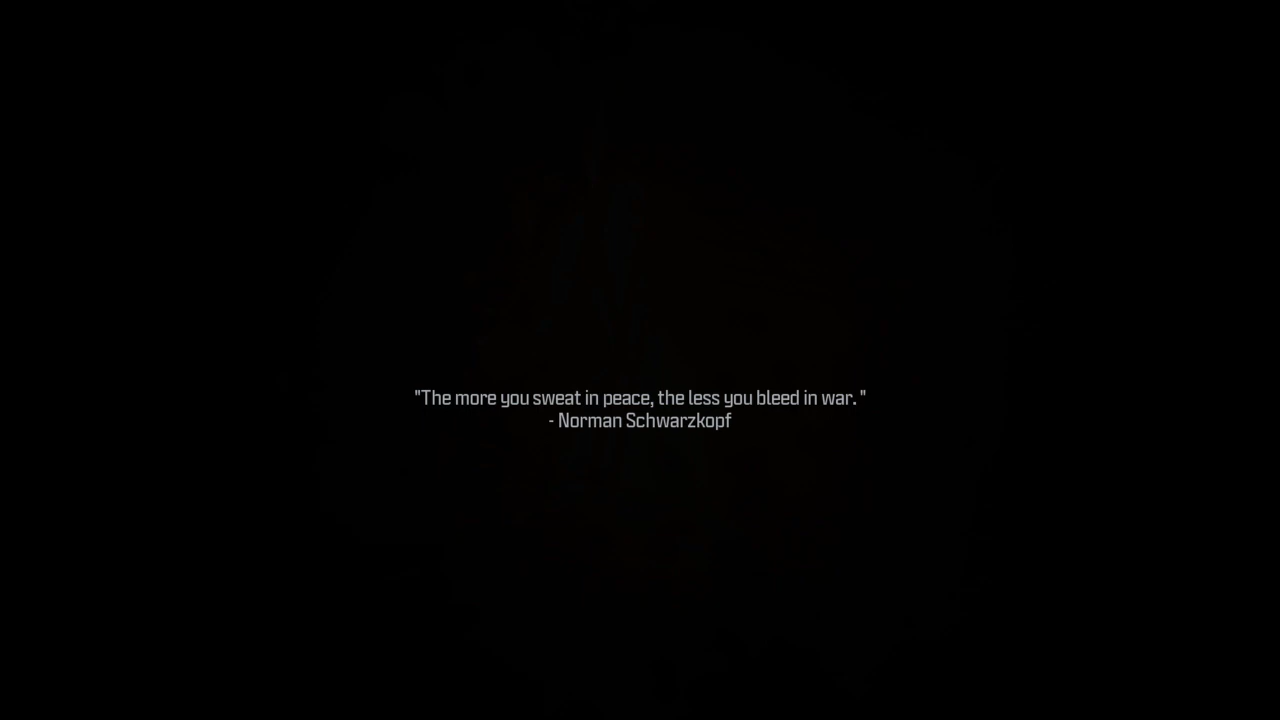 "The more you sweat in peace, the less you bleed in war. "
- Norman Schwarzkopf